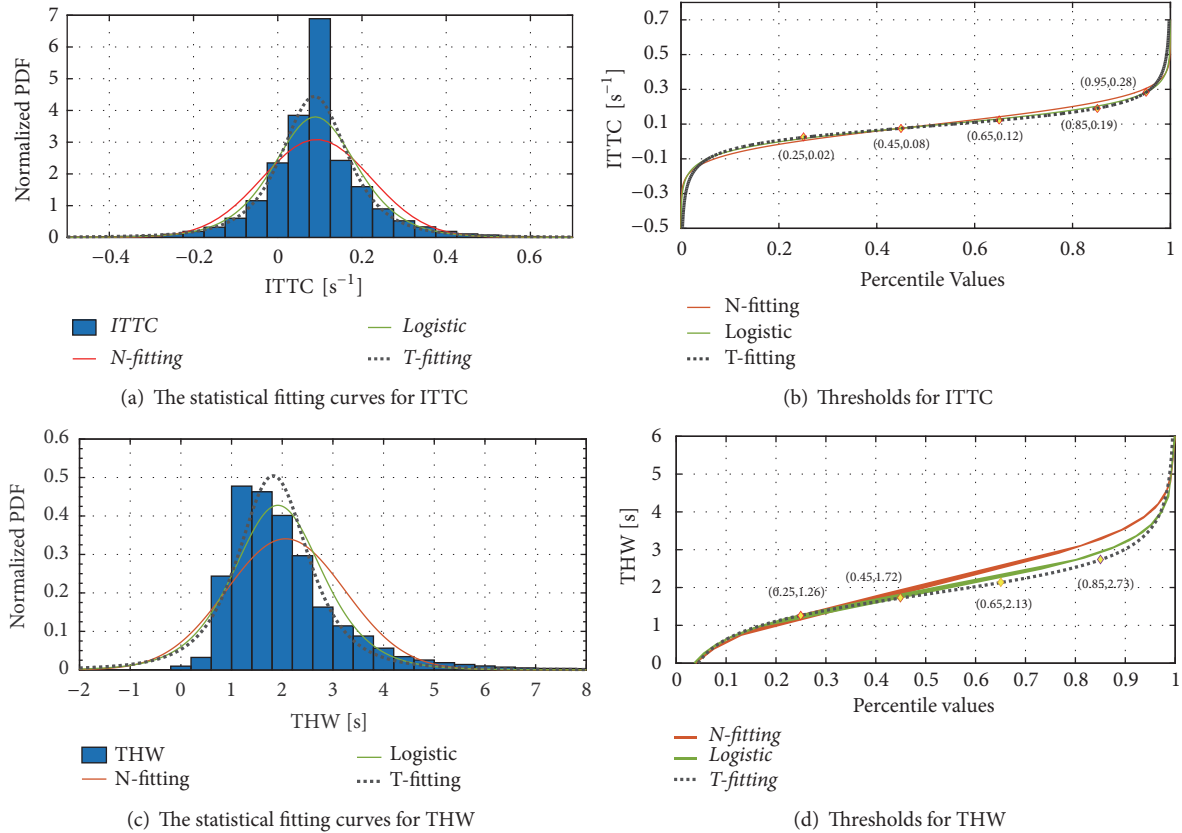 7
6
5
4
3
2
1
0
Normalized PDF
−0.4 −0.2 0 0.2 0.4 0.6
ITTC [s−1]
ITTC
N-fitting
Logistic
T-fitting
(a) The statistical fitting curves for ITTC
0.7
0.5
0.3
0.1
−0.1
−0.3
−0.5
ITTC [s−1]
(0.95,0.28)
(0.25,0.02)
(0.45,0.08)
(0.65,0.12)
(0.85,0.19)
0 0.2 0.4 0.6 0.8 1
Percentile Values
N-fitting
Logistic
T-fitting
(b) Thresholds for ITTC
0.6
0.5
0.4
0.3
0.2
0.1
0
Normalized PDF
−2 −1 0 1 2 3 4 5 6 7 8
THW [s]
THW
N-fitting
Logistic
T-fitting
(c) The statistical fitting curves for THW
6
5
4
3
2
1
0
THW [s]
(0.25,1.26)
(0.45,1.72)
(0.65,2.13)
(0.85,2.73)
0 0.1 0.2 0.3 0.4 0.5 0.6 0.7 0.8 0.9 1
Percentile values
N-fitting
Logistic
T-fitting
(d) Thresholds for THW